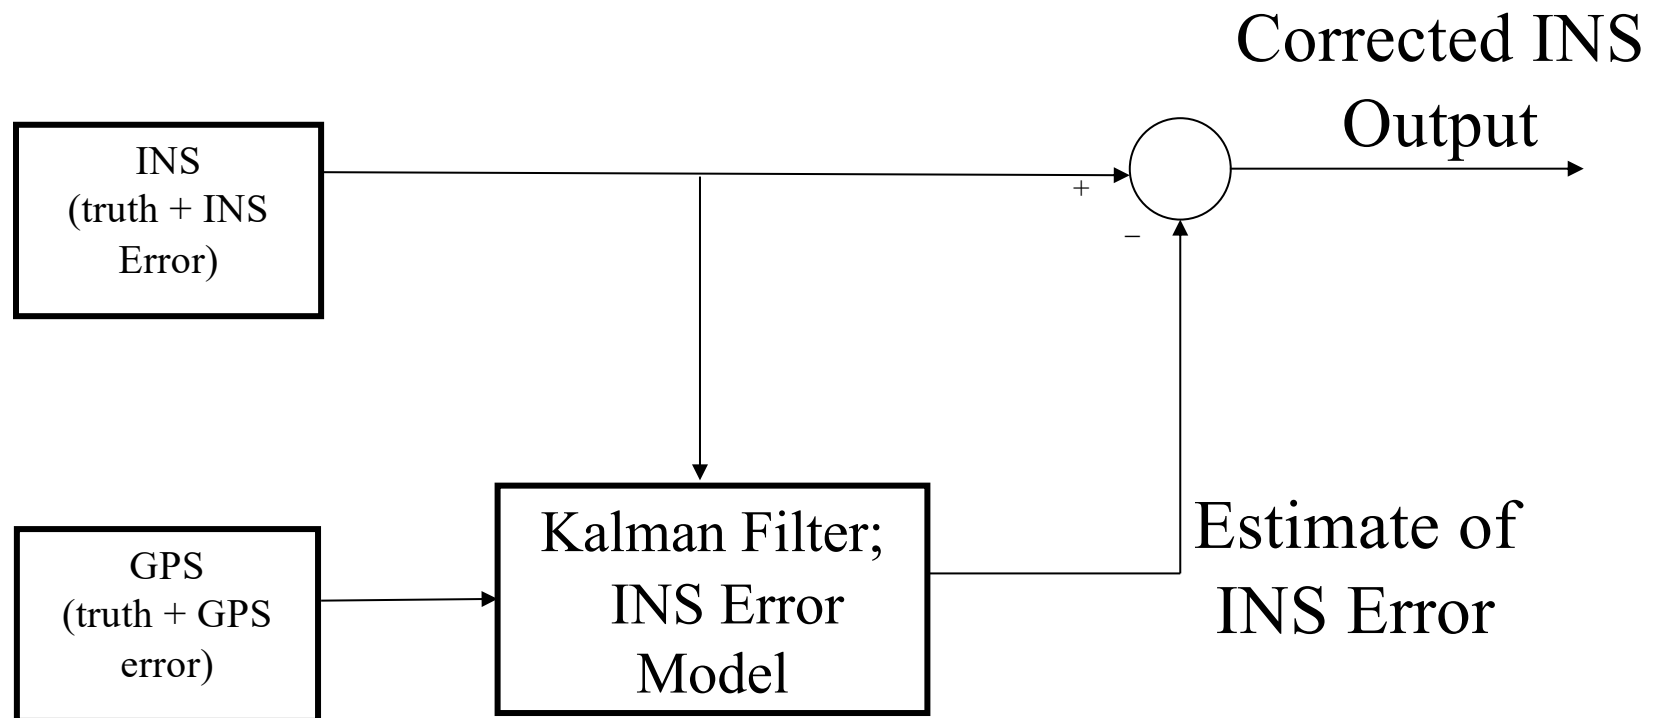 Corrected INS
Output
INS
(truth + INS
Error)
+
−
GPS
(truth + GPS
error)
Kalman Filter;
INS Error
Model
Estimate of
INS Error